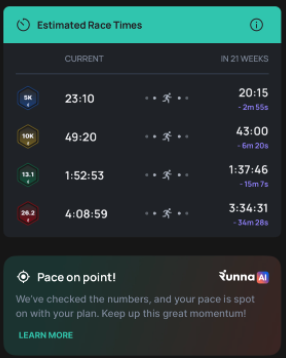 Estimated Race Times
CURRENT IN 21 WEEKS
5K 23:10 20:15
- 2m 55s
10K 49:20 43:00
- 6m 20s
13.1 1:52:53 1:37:46
- 15m 7s
26.2 4:08:59 3:34:31
- 34m 28s
Pace on point! Runna AI
We've checked the numbers, and your pace is spot
on with your plan. Keep up this great momentum!
LEARN MORE